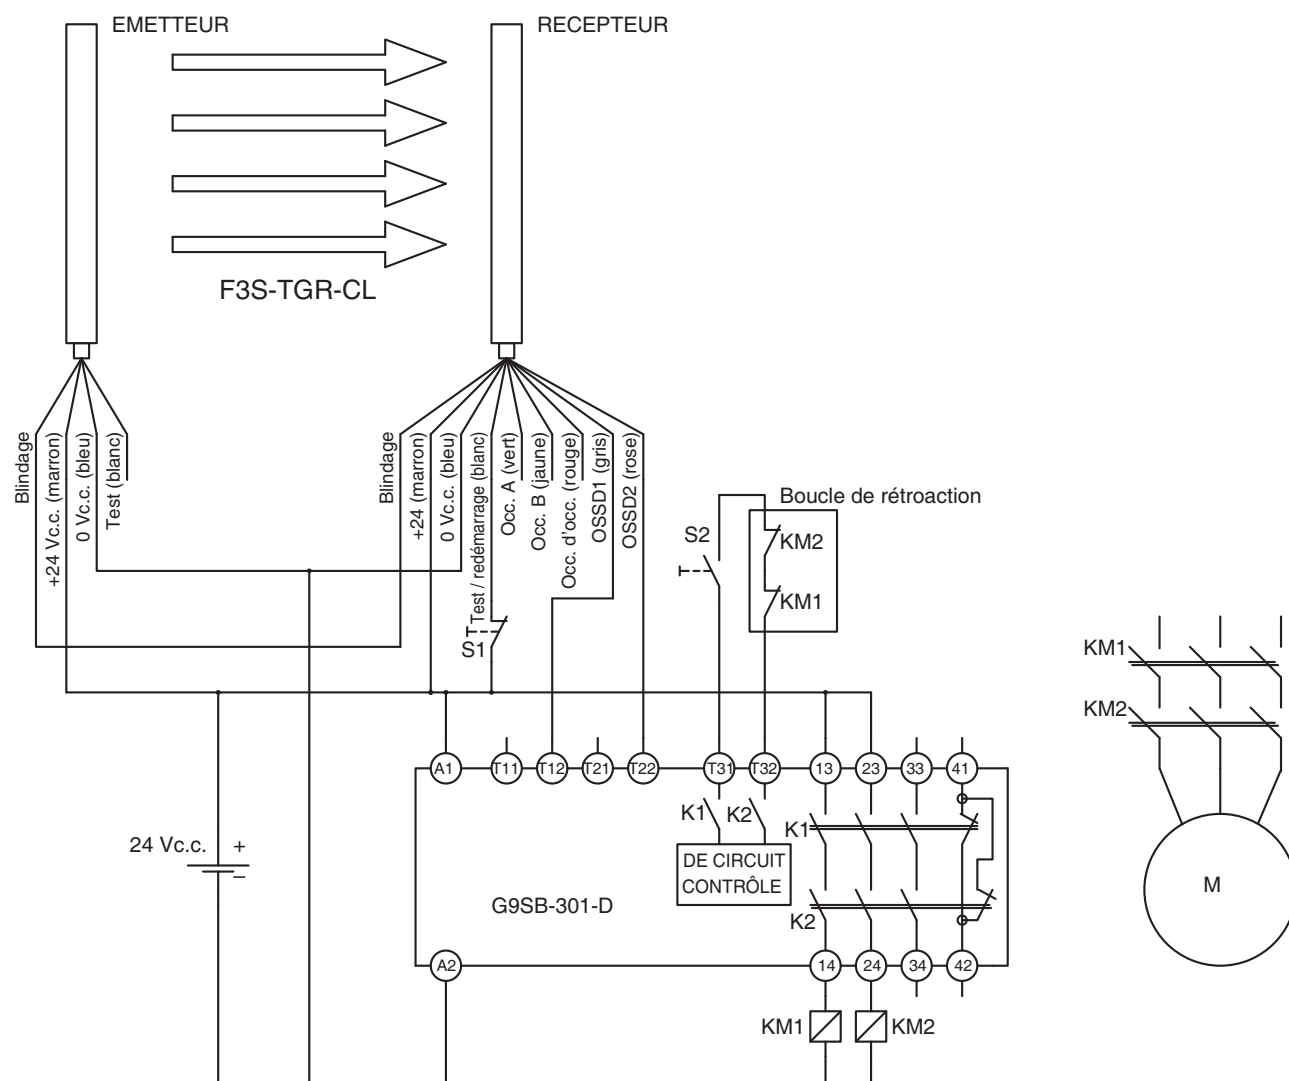 EMETTEUR
RECEPTEUR
F3S-TGR-CL
Blindage
+24 Vc.c. (marron)
0 Vc.c. (bleu)
Test (blanc)
Blindage
+24 (marron)
0 Vc.c. (bleu)
Test / redémarrage (blanc)
Occ. A (vert)
Occ. B (jaune)
Occ. d'occ. (rouge)
OSSD1 (gris)
OSSD2 (rose)
Boucle de rétroaction
S2
KM2
KM1
S1
KM1
KM2
A1
T11
T12
T21
T22
T31
T32
13
23
33
41
K1
K2
K1
24 Vc.c.
+
–
DE CIRCUIT
CONTRÔLE
M
G9SB-301-D
K2
A2
14
24
34
42
KM1
KM2